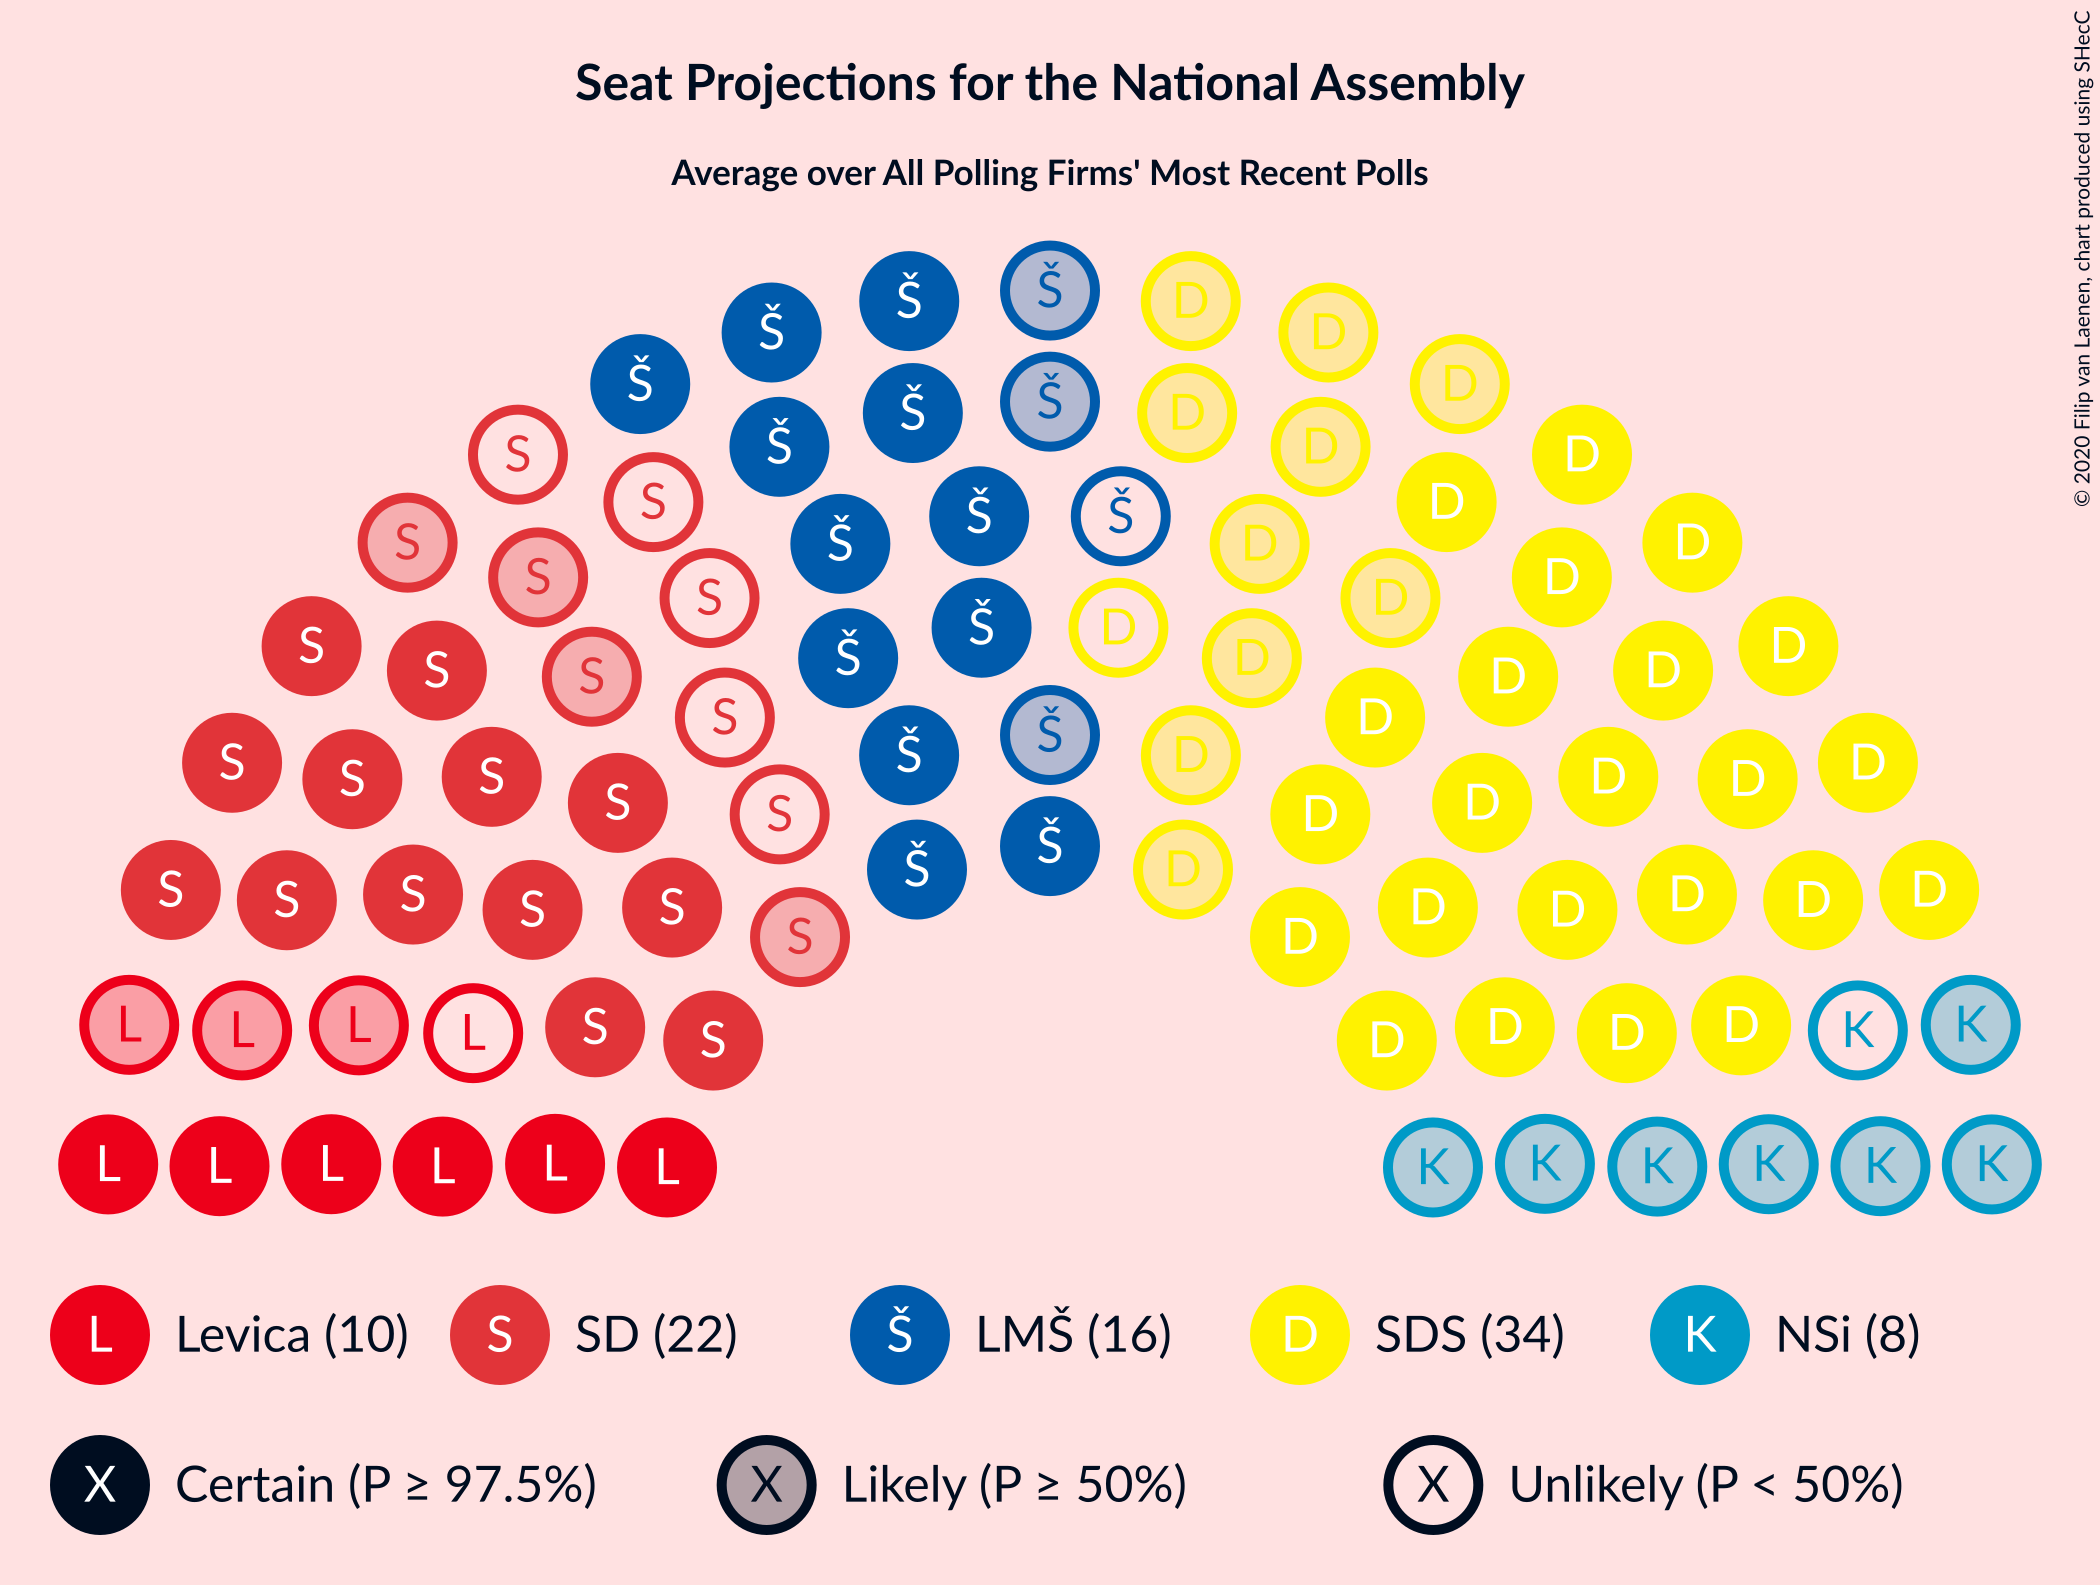 Seat Projections for the National Assembly
Average over All Polling Firms' Most Recent Polls
© 2020 Filip van Laenen, chart produced using SHecC
Š Š Š D D
Š Š D
Š Š Š D D
S S D D
Š Š D
S S Š D D
S S D D
Š Š D D
S S S D D
S S D D
Š Š D
S S S D D D
S S S D D D
S S D D
Š Š D
S S S D D D
S S S D D D
S S D D
L L L L S S D D D D K K
L L L L L L K K K K K K
L Levica (10) S SD (22) Š LMŠ (16) D SDS (34) K NSi (8)
X Certain (P ≥ 97.5%) X Likely (P ≥ 50%) X Unlikely (P < 50%)